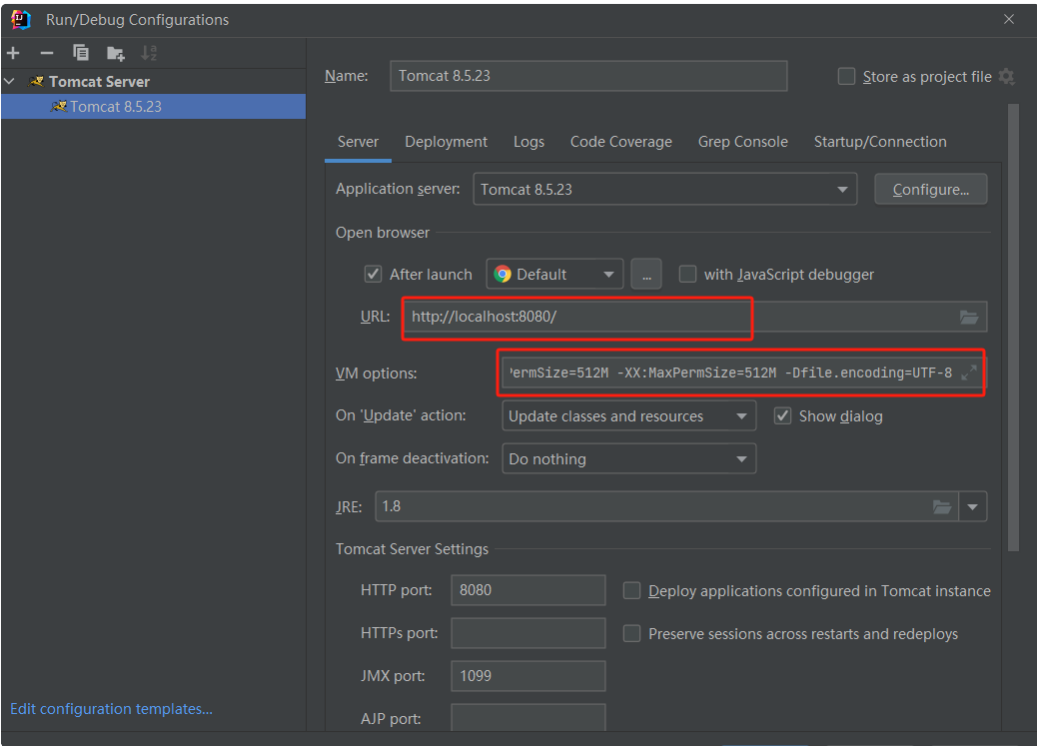 Run/Debug Configurations
Tomcat Server
Tomcat 8.5.23
Name: Tomcat 8.5.23 Store as project file
Server Deployment Logs Code Coverage Grep Console Startup/Connection
Application server: Tomcat 8.5.23 Configure...
Open browser
After launch Default ... with JavaScript debugger
URL: http://localhost:8080/
VM options: ermSize=512M -XX:MaxPermSize=512M -Dfile.encoding=UTF-8
On 'Update' action: Update classes and resources Show dialog
On frame deactivation: Do nothing
JRE: 1.8
Tomcat Server Settings
HTTP port: 8080 Deploy applications configured in Tomcat instance
HTTPs port: Preserve sessions across restarts and redeploys
JMX port: 1099
Edit configuration templates...
AJP port: